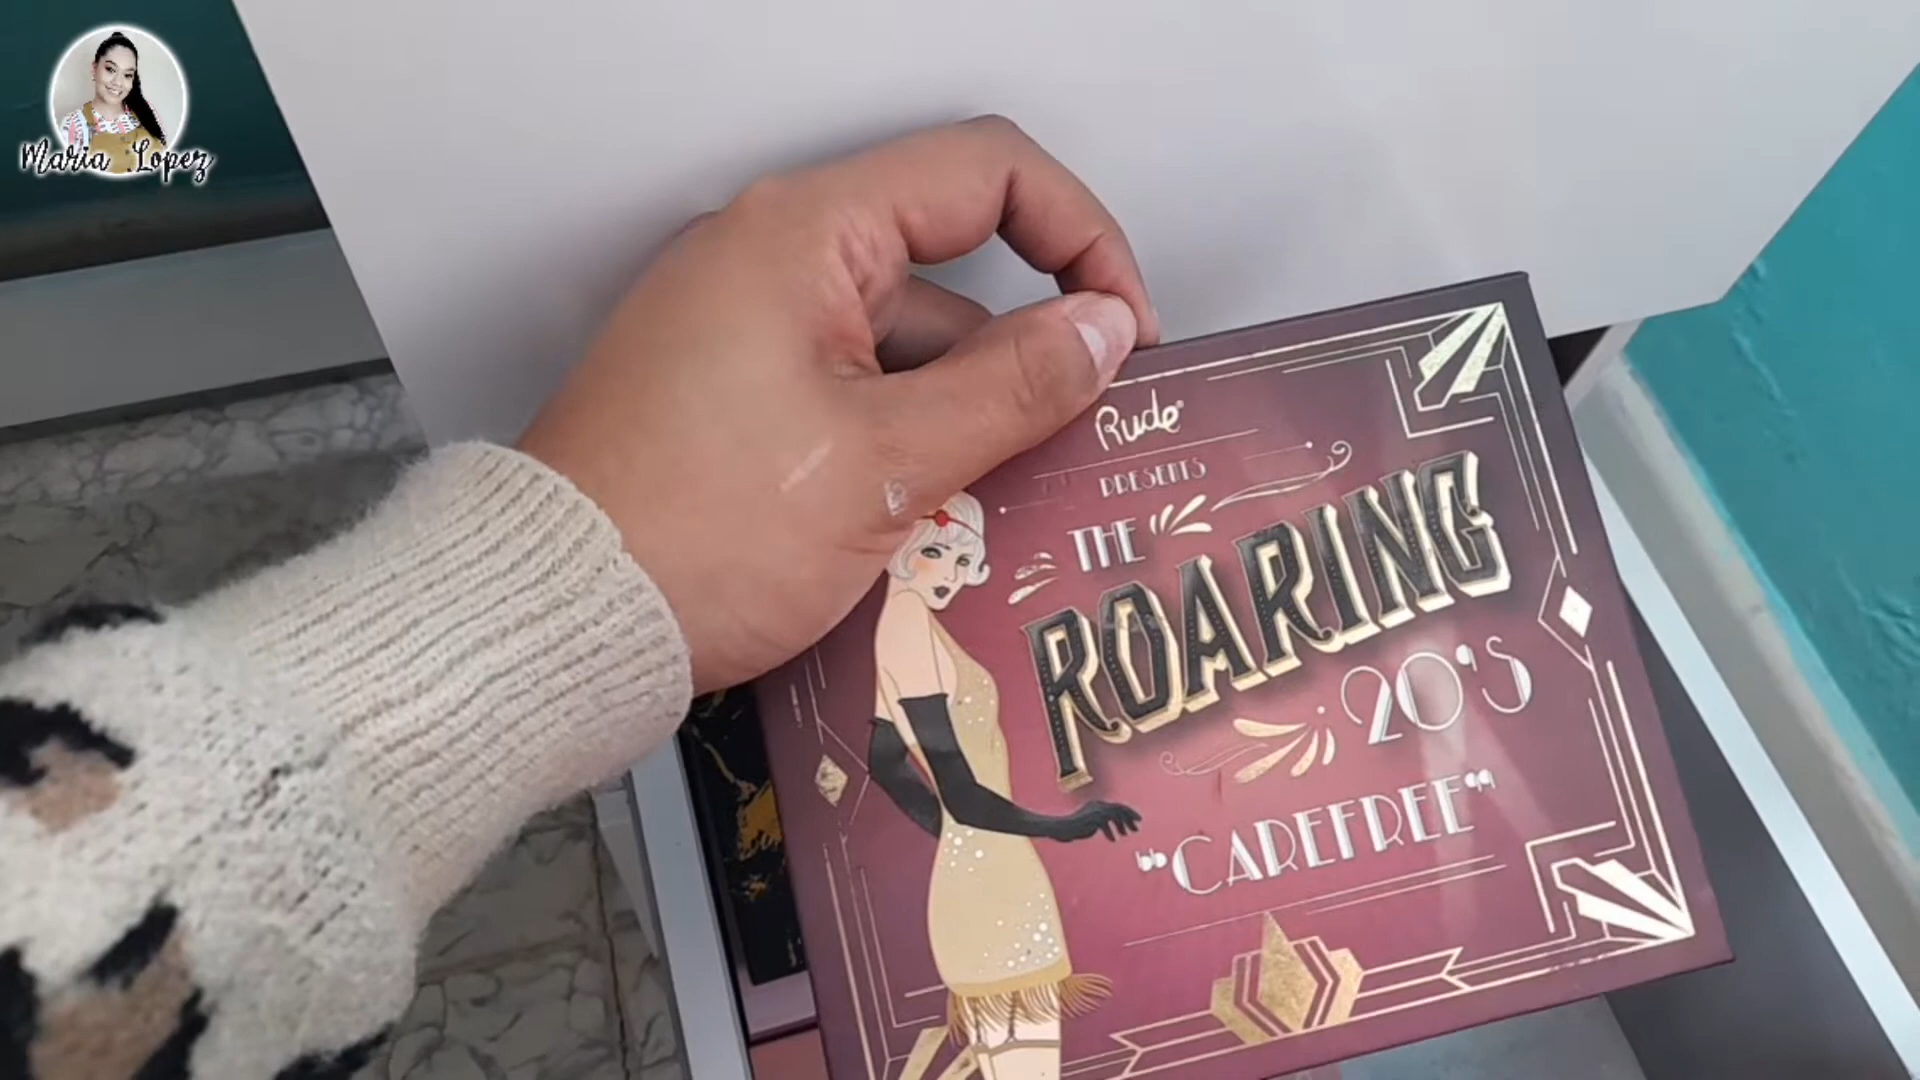 Maria Lopez
Rude®
PRESENTS
THE
ROARING
20's
"CAREFREE"